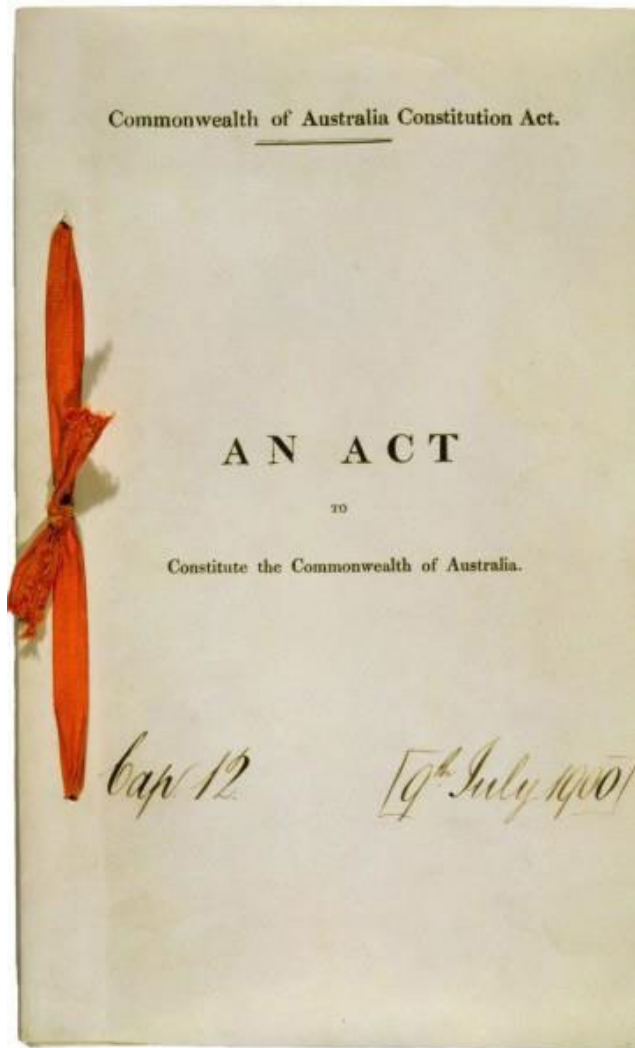 Commonwealth of Australia Constitution Act.
AN ACT
TO
Constitute the Commonwealth of Australia.
Cap. 12. [9th July 1900]